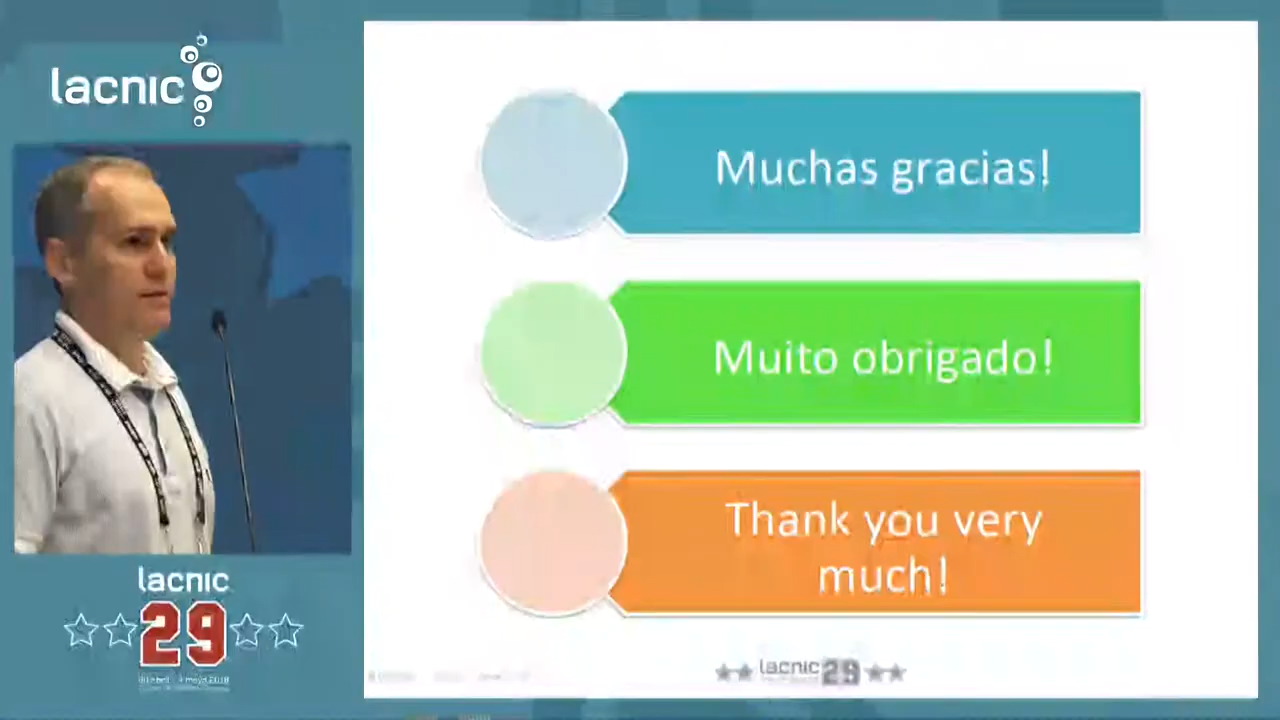 lacnic
Muchas gracias!
Muito obrigado!
Thank you very
much!
lacnic
29
lacnic 29